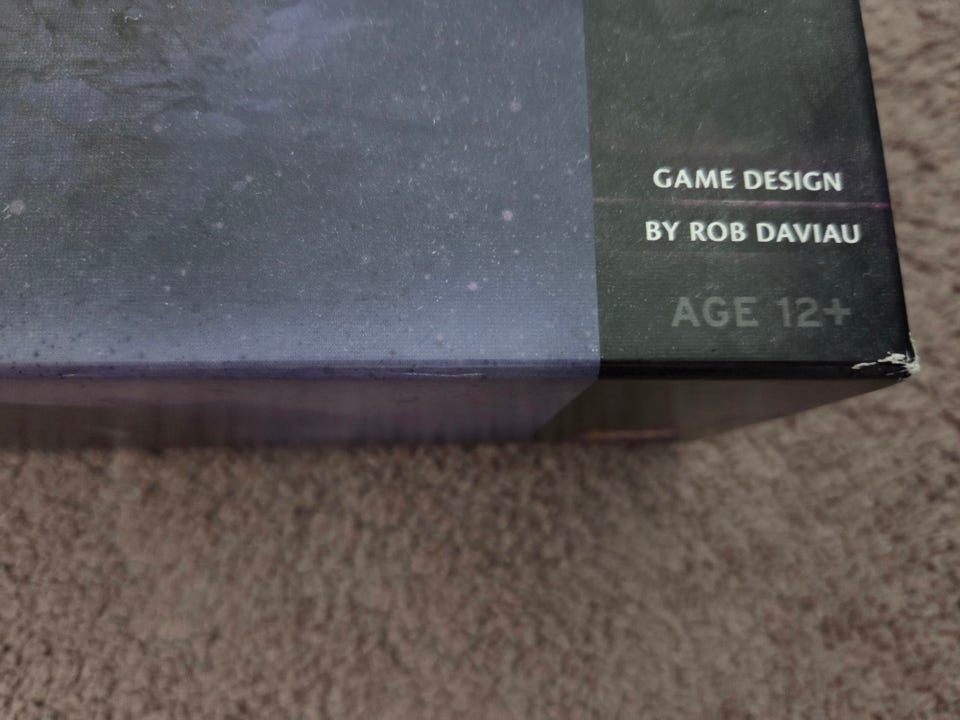 GAME DESIGN
BY ROB DAVIAU
AGE 12+